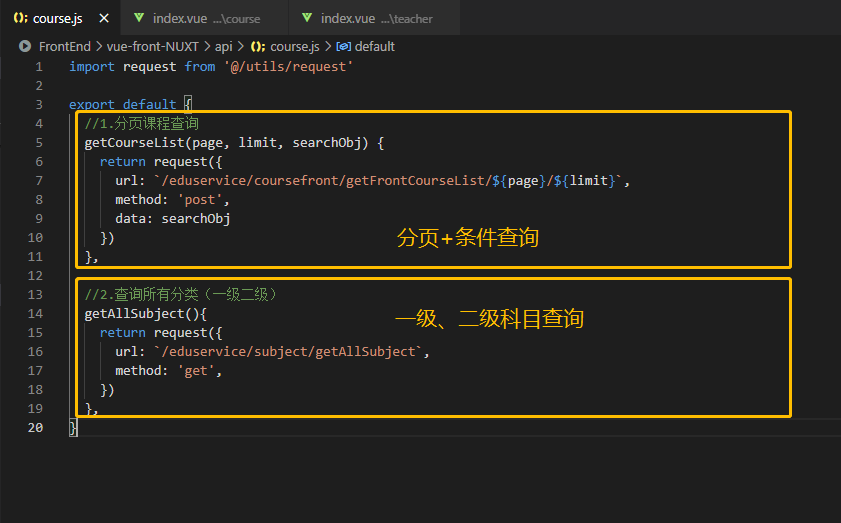 course.js × index.vue ...\course index.vue ...\teacher
FrontEnd > vue-front-NUXT > api > course.js > default
1 import request from '@/utils/request'
2
3 export default {
4 //1.分页课程查询
5 getCourseList(page, limit, searchObj) {
6 return request({
7 url: `/eduservice/coursefront/getFrontCourseList/${page}/${limit}`,
8 method: 'post',
9 data: searchObj
10 })
分页+条件查询
11 },
12
13 //2.查询所有分类（一级二级）
14 getAllSubject(){
一级、二级科目查询
15 return request({
16 url: `/eduservice/subject/getAllSubject`,
17 method: 'get',
18 })
19 },
20 }